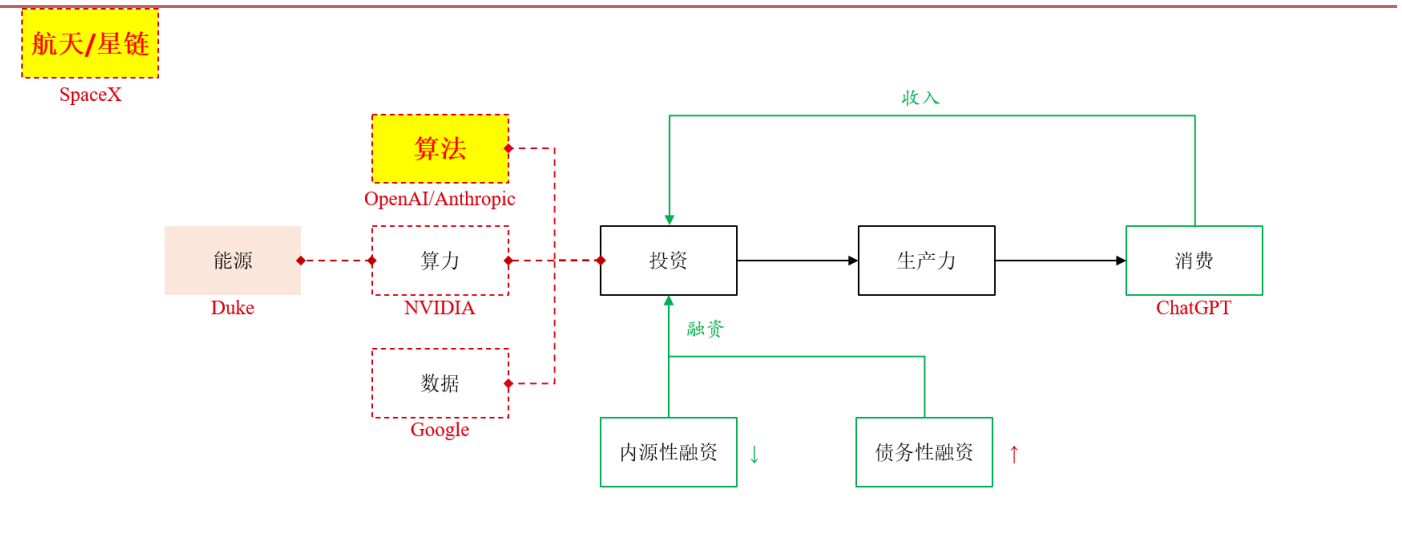 航天/星链
SpaceX
收入
算法
OpenAI/Anthropic
能源
算力
投资
生产力
消费
Duke
NVIDIA
ChatGPT
融资
数据
Google
内源性融资
↓
债务性融资
↑